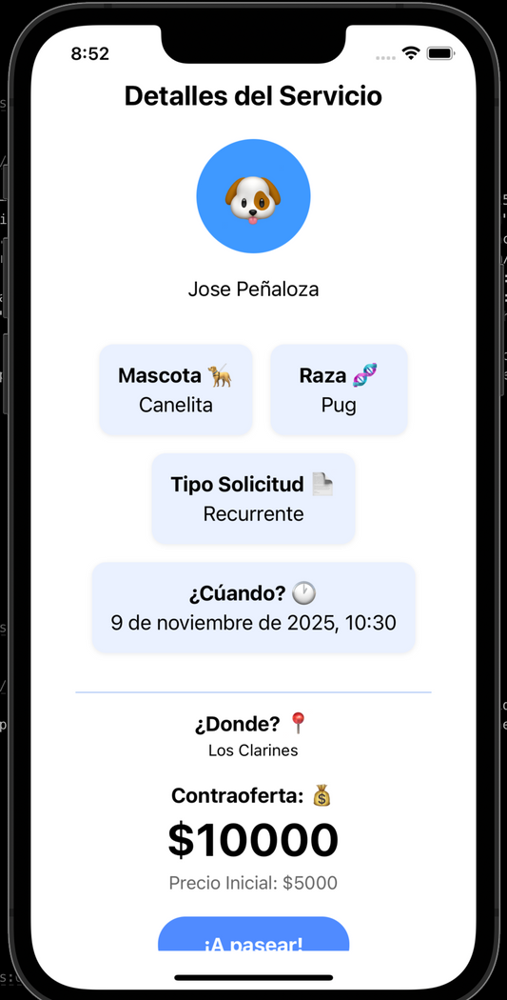 8:52
Detalles del Servicio
Jose Peñaloza
Mascota 🦮
Canelita
Raza 🧬
Pug
Tipo Solicitud 📄
Recurrente
¿Cúando? 🕐
9 de noviembre de 2025, 10:30
¿Donde? 📍
Los Clarines
Contraoferta: 💰
$10000
Precio Inicial: $5000
¡A pasear!